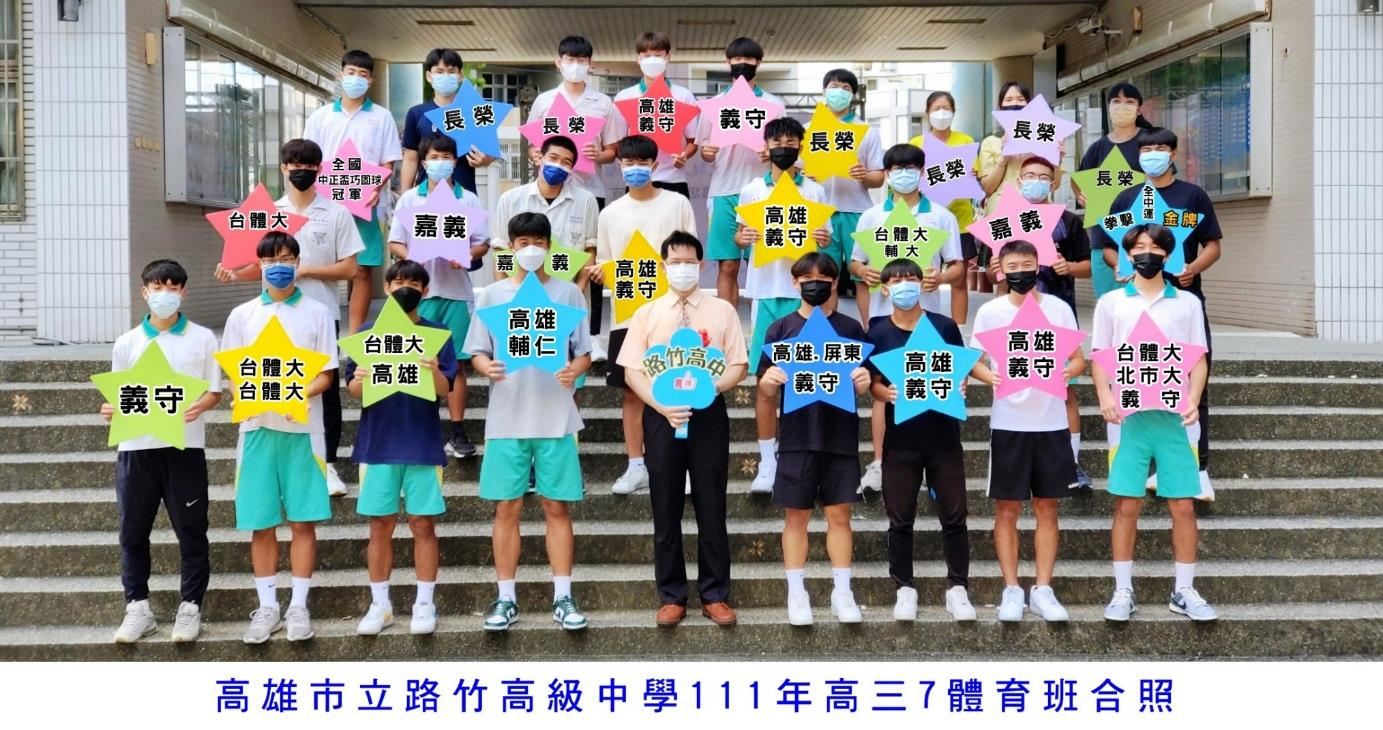 長榮
長榮
高雄
義守
義守
長榮
長榮
長榮
長榮
全國
中正盃巧固球
冠軍
台體大
嘉義
嘉義
高雄
義守
高雄
義守
台體大
輔大
嘉義
全中運
拳擊
金牌
義守
台體大
台體大
台體大
高雄
高雄
輔仁
路竹高中
高雄.屏東
義守
高雄
義守
高雄
義守
台體大
北市大
義守
高雄市立路竹高級中學111年高三7體育班合照